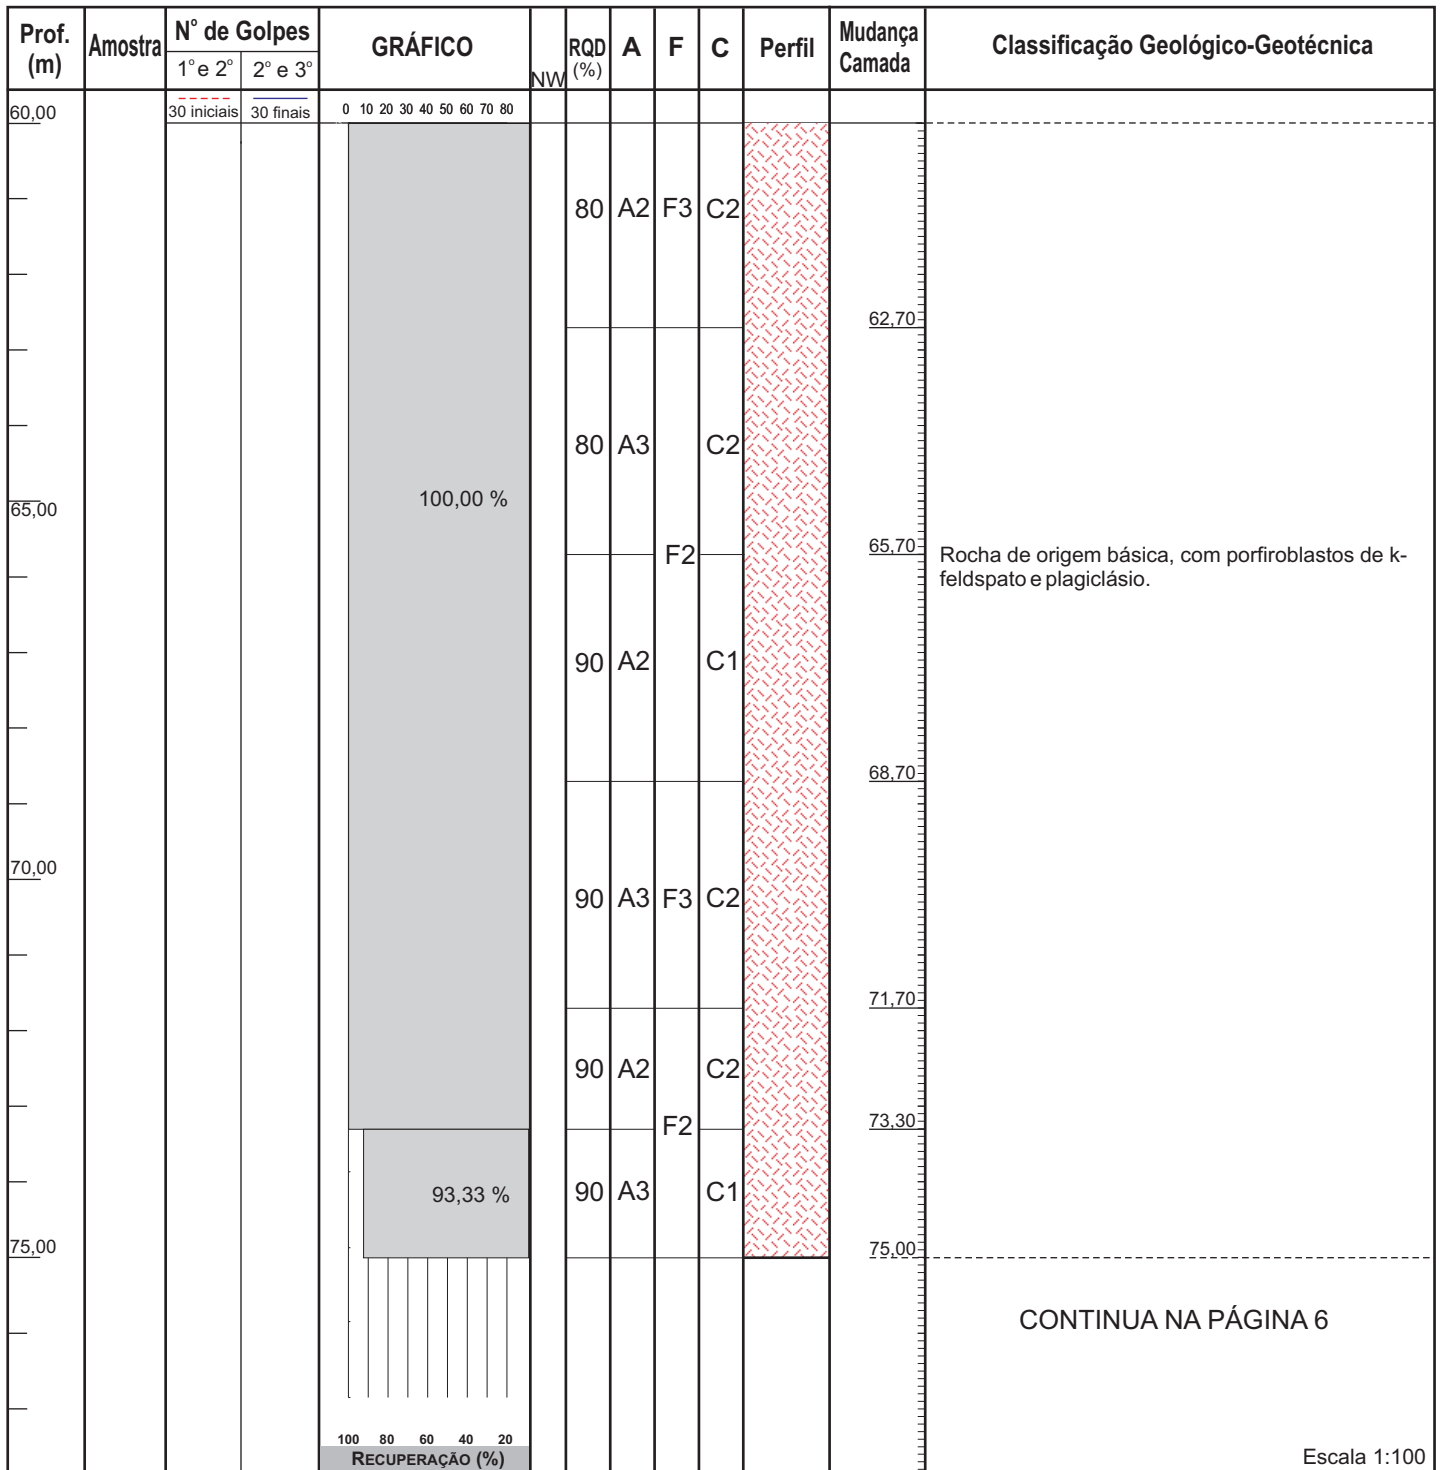 Prof. (m) Amostra N° de Golpes GRÁFICO NW RQD (%) A F C Perfil Mudança Camada Classificação Geológico-Geotécnica
1° e 2° 2° e 3°
30 iniciais 30 finais 0 10 20 30 40 50 60 70 80
60,00
80 A2 F3 C2
62,70
80 A3 C2
100,00 %
65,00
F2
65,70
Rocha de origem básica, com porfiroblastos de k-
feldspato e plagiclásio.
90 A2 C1
68,70
70,00
90 A3 F3 C2
71,70
90 A2 C2
F2
73,30
93,33 % 90 A3 C1
75,00 75,00
CONTINUA NA PÁGINA 6
100 80 60 40 20
RECUPERAÇÃO (%)
Escala 1:100